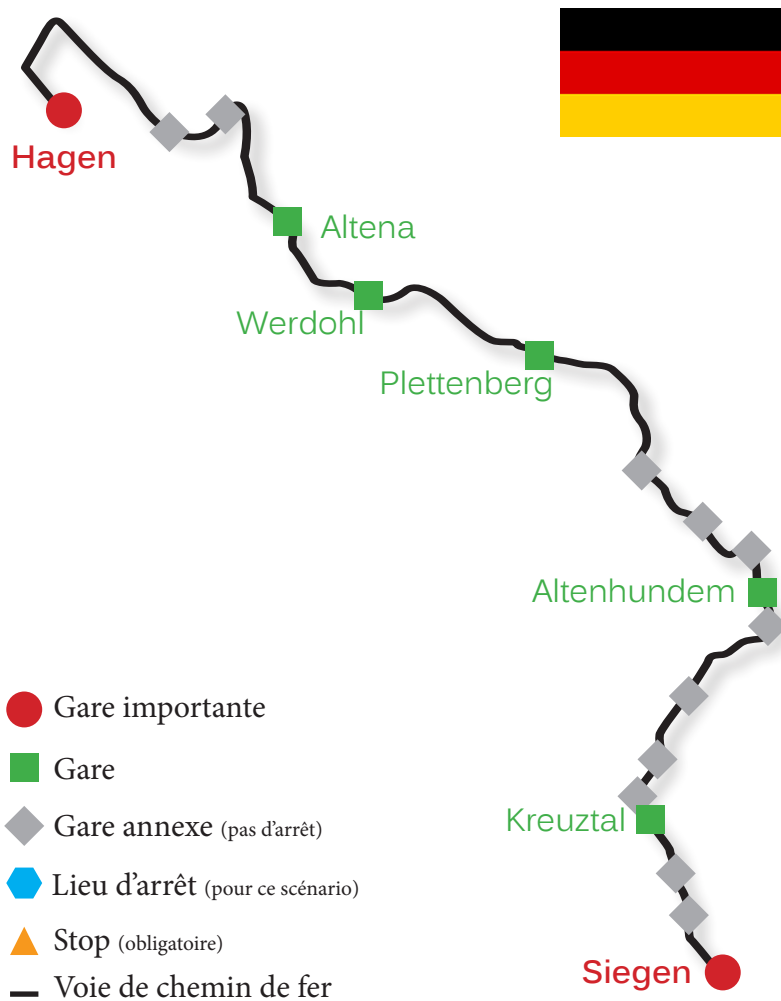 Hagen
Altena
Werdohl
Plettenberg
Altenhundem
Kreuztal
Siegen
Gare importante
Gare
Gare annexe (pas d'arrêt)
Lieu d'arrêt (pour ce scénario)
Stop (obligatoire)
Voie de chemin de fer